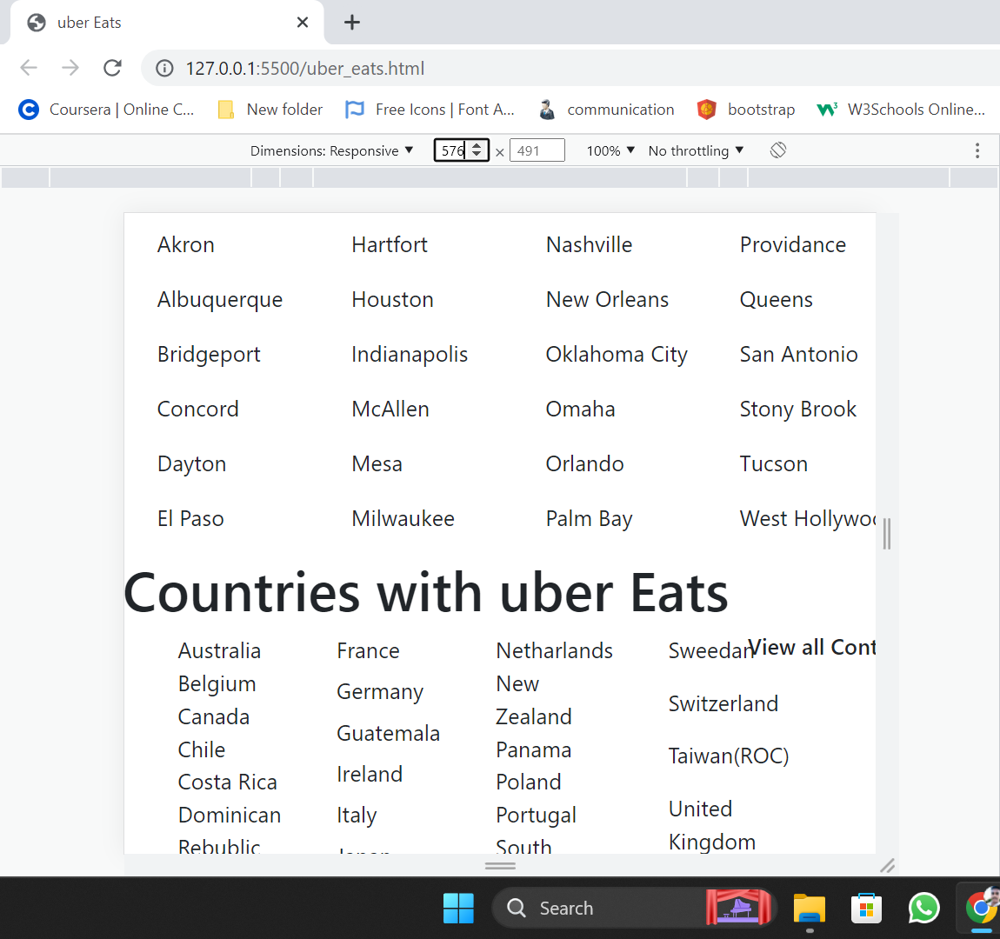 uber Eats
127.0.0.1:5500/uber_eats.html
Coursera | Online C...
New folder
Free Icons | Font A...
communication
bootstrap
W3Schools Online...
Dimensions: Responsive
576 × 491
100%
No throttling
Akron Hartfort Nashville Providance
Albuquerque Houston New Orleans Queens
Bridgeport Indianapolis Oklahoma City San Antonio
Concord McAllen Omaha Stony Brook
Dayton Mesa Orlando Tucson
El Paso Milwaukee Palm Bay West Hollywoo
Countries with uber Eats
View all Cont
Australia
Belgium
Canada
Chile
Costa Rica
Dominican
Republic
France
Germany
Guatemala
Ireland
Italy
Japan
Netharlands
New
Zealand
Panama
Poland
Portugal
South
Sweedan
Switzerland
Taiwan(ROC)
United
Kingdom
Search